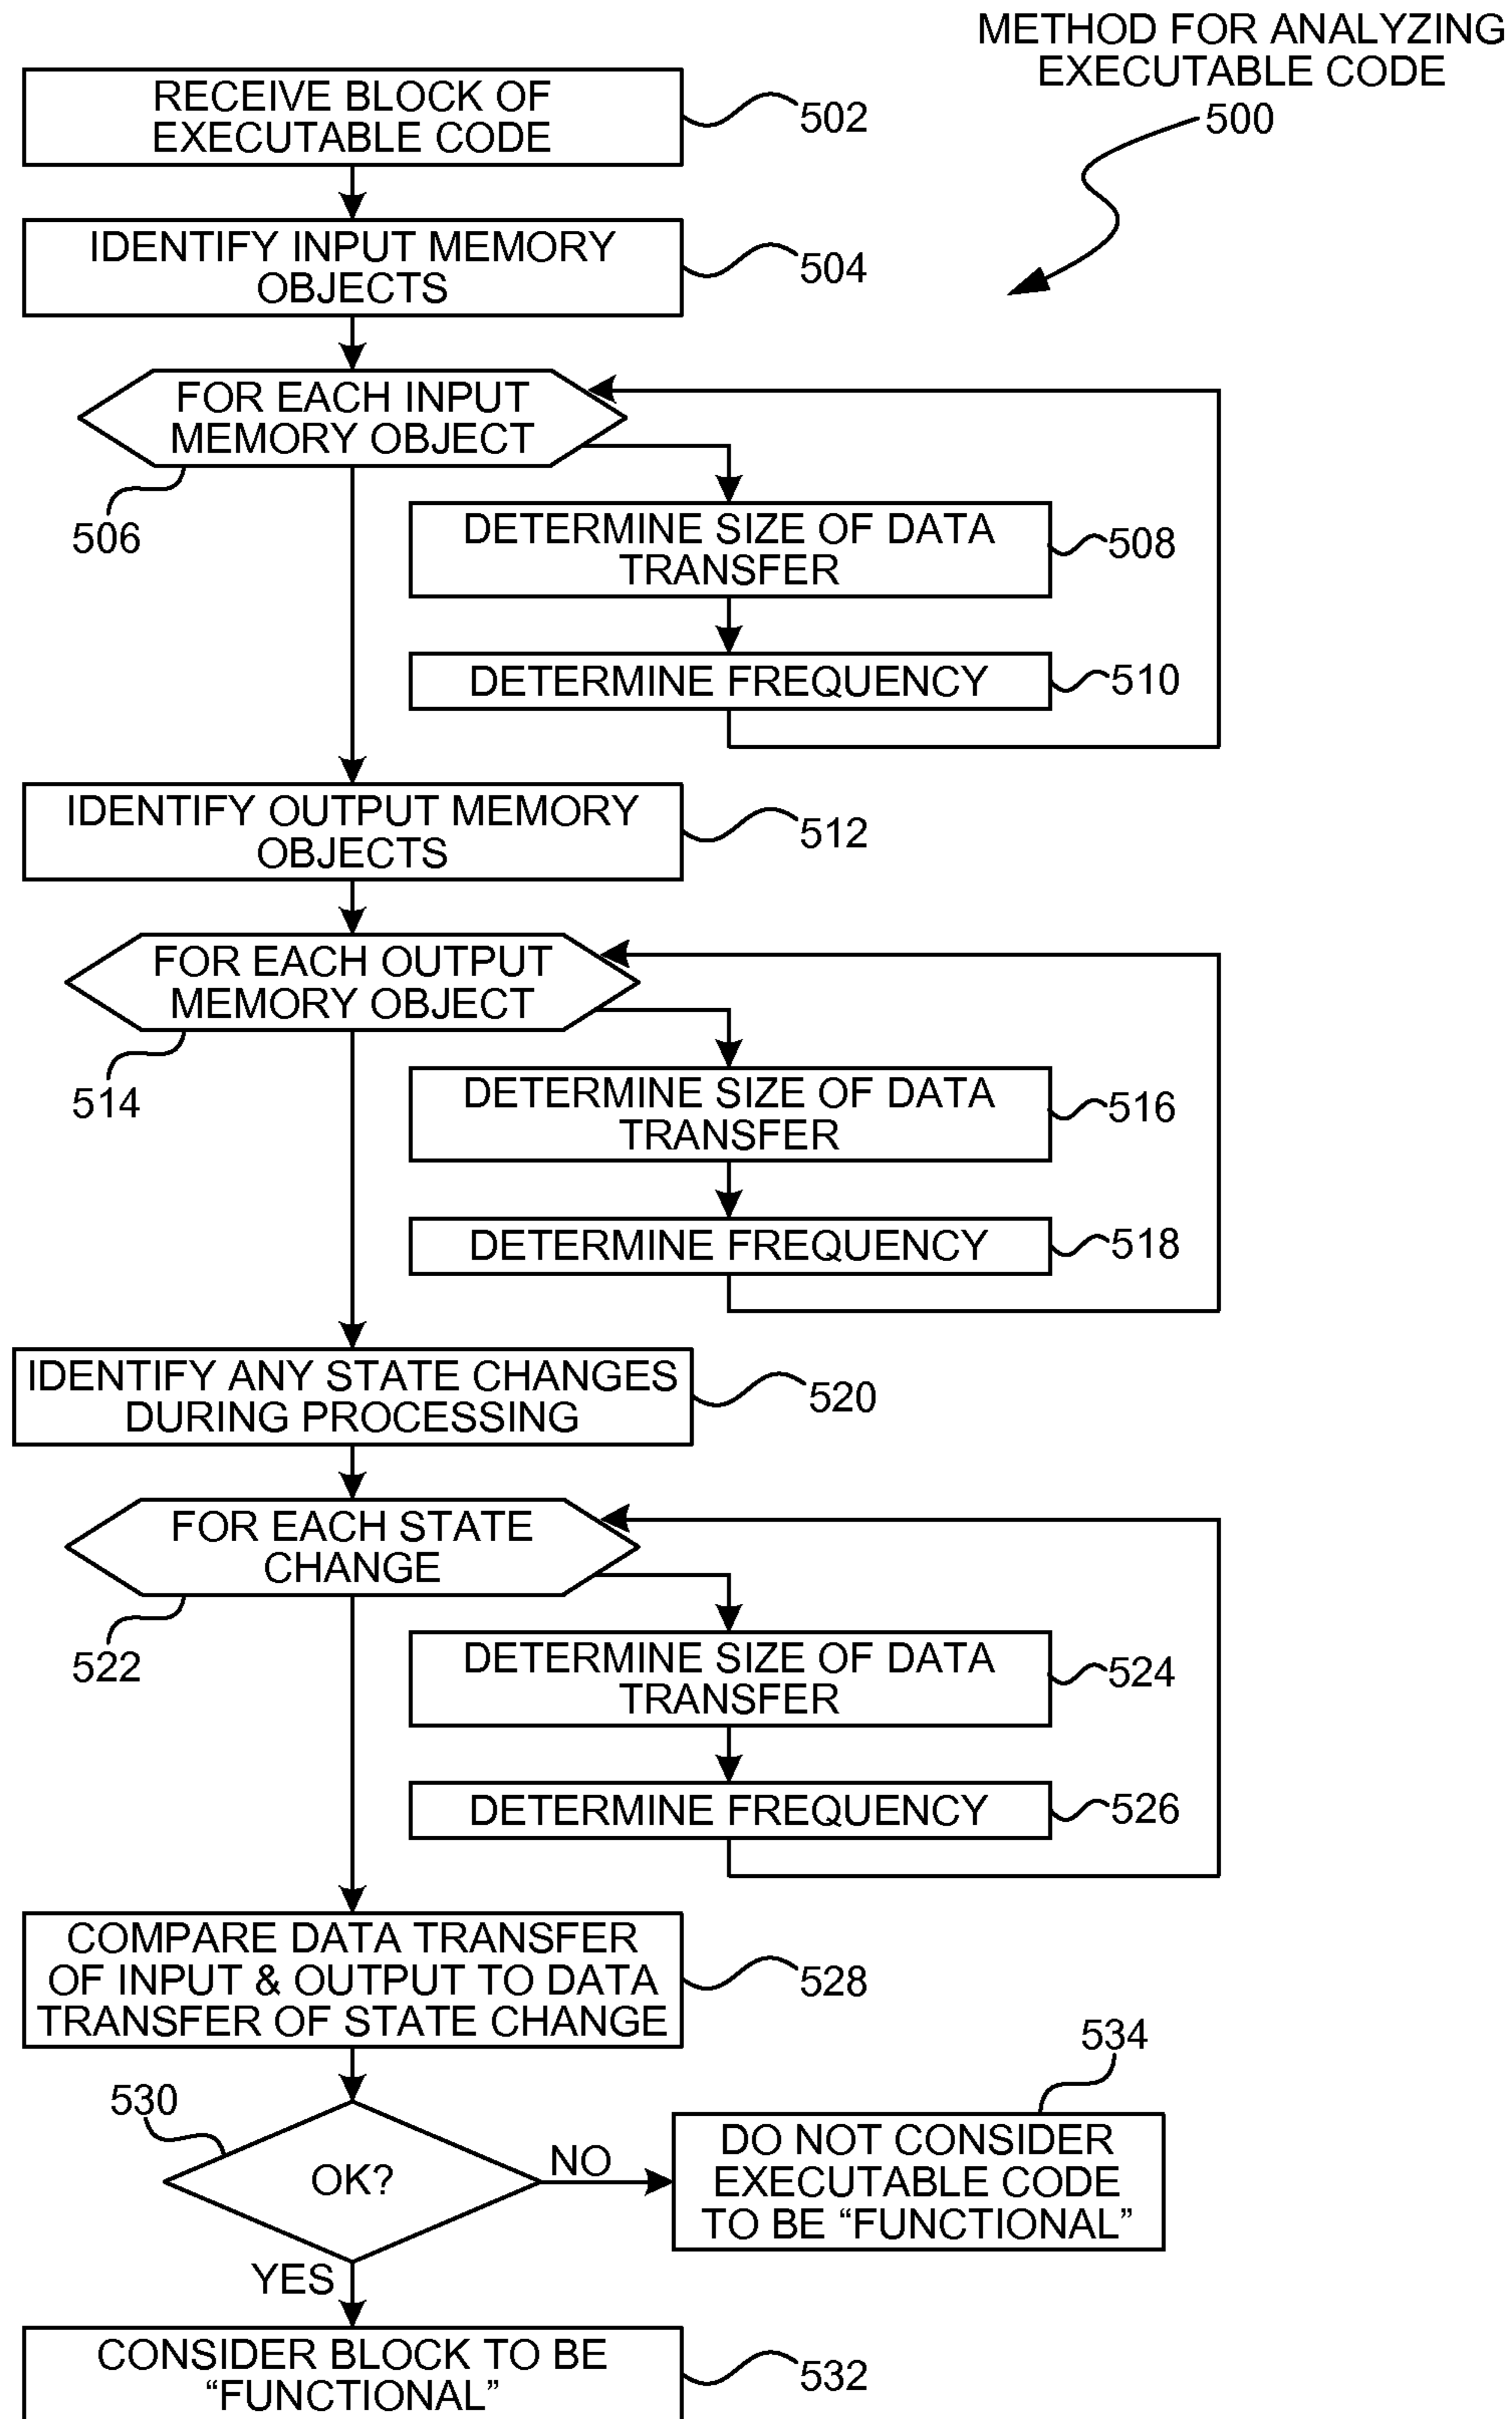 METHOD FOR ANALYZING
EXECUTABLE CODE
500
RECEIVE BLOCK OF
EXECUTABLE CODE
502
IDENTIFY INPUT MEMORY
OBJECTS
504
FOR EACH INPUT
MEMORY OBJECT
506
DETERMINE SIZE OF DATA
TRANSFER
508
DETERMINE FREQUENCY
510
IDENTIFY OUTPUT MEMORY
OBJECTS
512
FOR EACH OUTPUT
MEMORY OBJECT
514
DETERMINE SIZE OF DATA
TRANSFER
516
DETERMINE FREQUENCY
518
IDENTIFY ANY STATE CHANGES
DURING PROCESSING
520
FOR EACH STATE
CHANGE
522
DETERMINE SIZE OF DATA
TRANSFER
524
DETERMINE FREQUENCY
526
COMPARE DATA TRANSFER
OF INPUT & OUTPUT TO DATA
TRANSFER OF STATE CHANGE
528
530
OK?
NO
534
DO NOT CONSIDER
EXECUTABLE CODE
TO BE “FUNCTIONAL”
YES
CONSIDER BLOCK TO BE
“FUNCTIONAL”
532